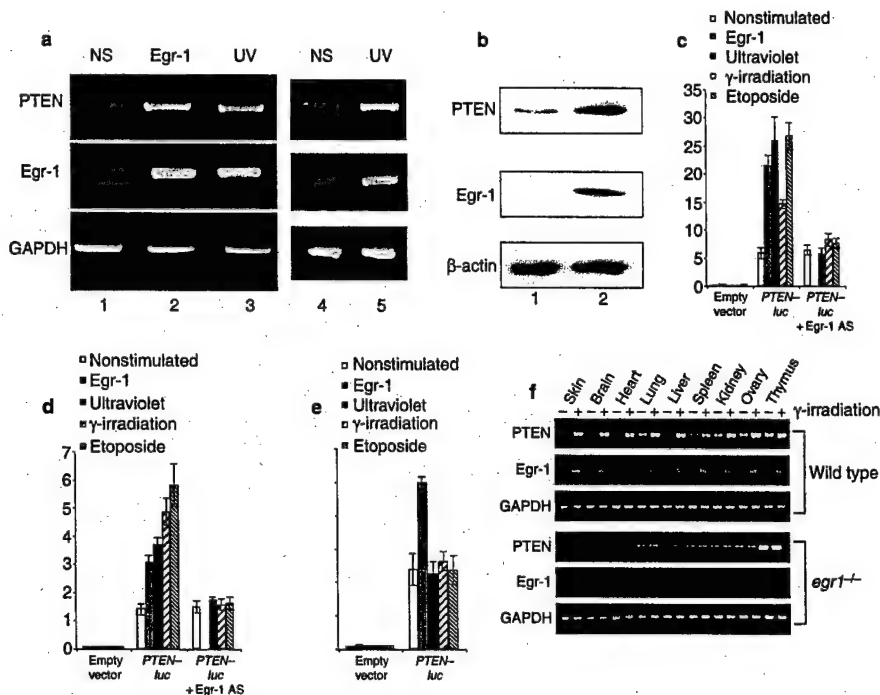 a
NS Egr-1 UV NS UV
PTEN
Egr-1
GAPDH
1 2 3 4 5
b
PTEN
Egr-1
β-actin
1 2
c
Nonstimulated
Egr-1
Ultraviolet
γ-irradiation
Etoposide
35
30
25
20
15
10
5
0
Empty vector
PTEN–luc
PTEN–luc + Egr-1 AS
d
Nonstimulated
Egr-1
Ultraviolet
γ-irradiation
Etoposide
7
6
5
4
3
2
1
0
Empty vector
PTEN–luc
PTEN–luc + Egr-1 AS
e
Nonstimulated
Egr-1
Ultraviolet
γ-irradiation
Etoposide
Empty vector
PTEN–luc
f
Skin Brain Heart Lung Liver Spleen Kidney Ovary Thymus
– + – + – + – + – + – + – + – + – + γ-irradiation
PTEN
Egr-1
GAPDH
Wild type
PTEN
Egr-1
GAPDH
egr1–/–